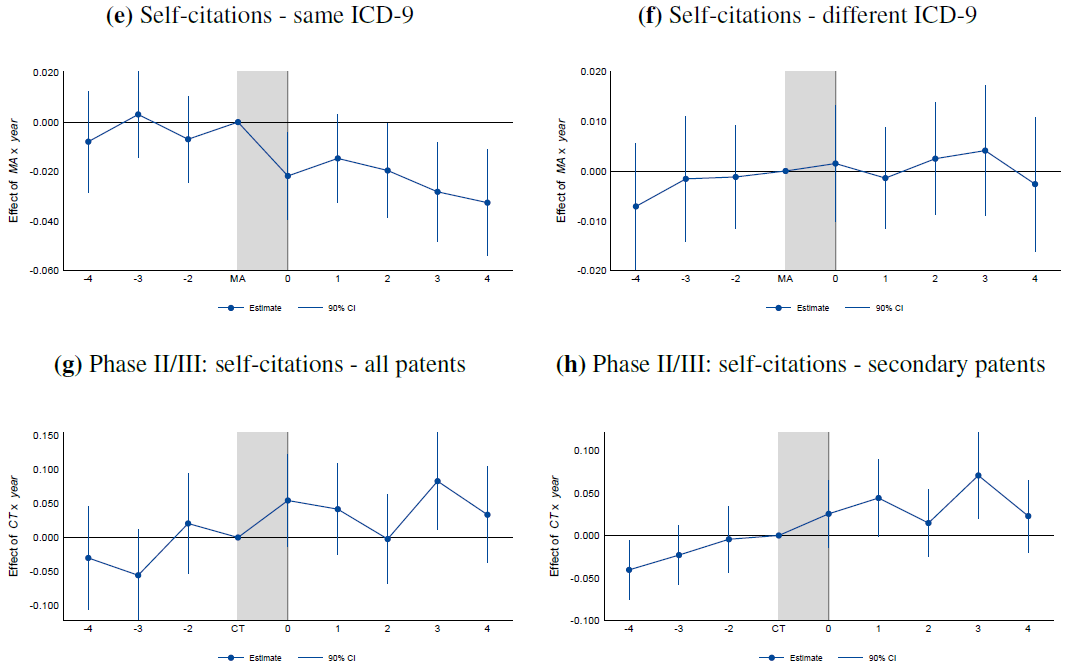 (e) Self-citations - same ICD-9
0.020
0.000
-0.020
-0.040
-0.060
Effect of MA x year
-4 -3 -2 MA 0 1 2 3 4
Estimate 90% CI
(f) Self-citations - different ICD-9
0.020
0.010
0.000
-0.010
-0.020
Effect of MA x year
-4 -3 -2 MA 0 1 2 3 4
Estimate 90% CI
(g) Phase II/III: self-citations - all patents
0.150
0.100
0.050
0.000
-0.050
-0.100
Effect of CT x year
-4 -3 -2 CT 0 1 2 3 4
Estimate 90% CI
(h) Phase II/III: self-citations - secondary patents
0.100
0.050
0.000
-0.050
-0.100
Effect of CT x year
-4 -3 -2 CT 0 1 2 3 4
Estimate 90% CI